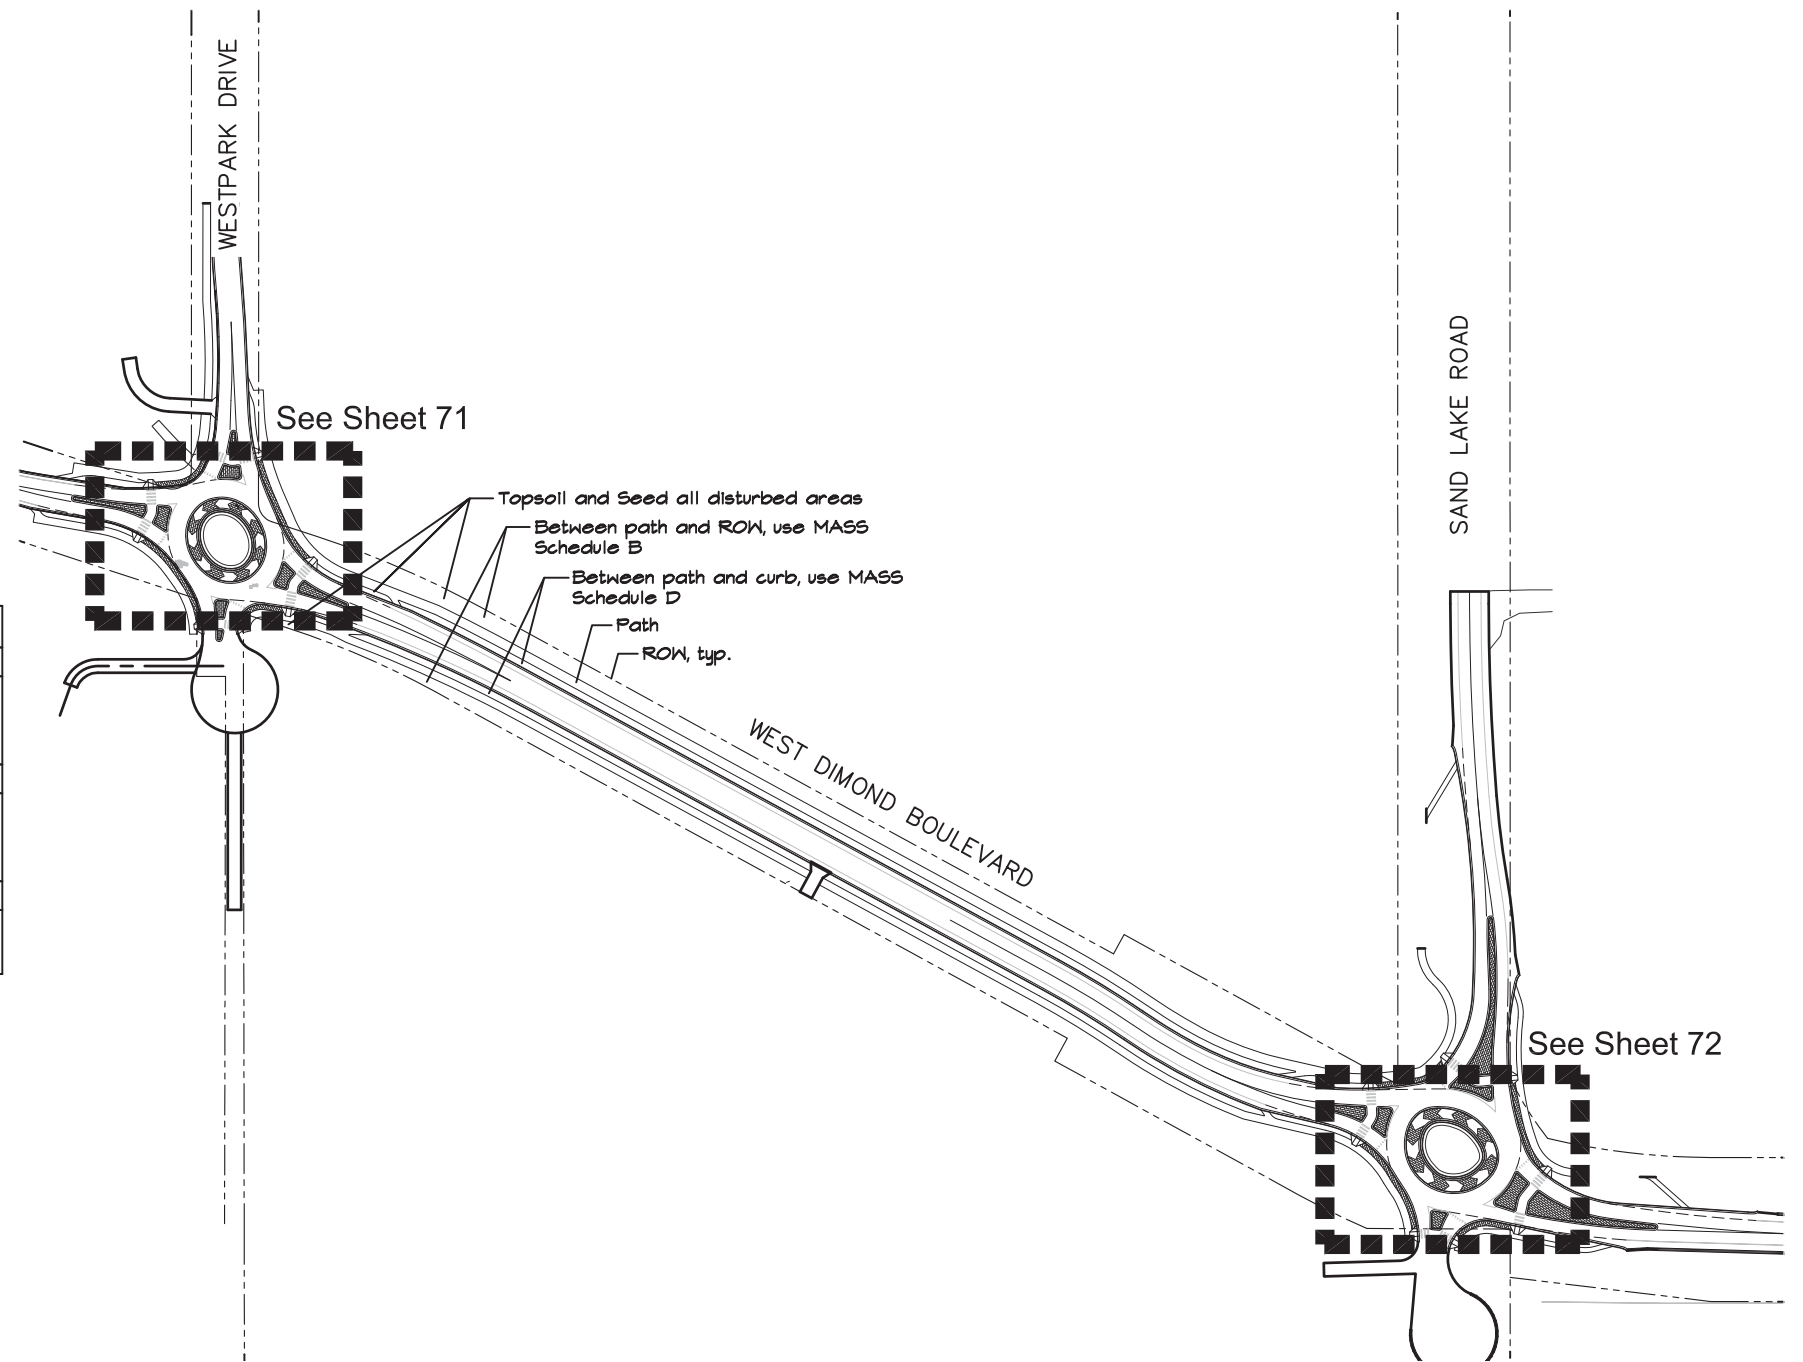 WESTPARK DRIVE
SAND LAKE ROAD
See Sheet 71
Topsoil and Seed all disturbed areas
Between path and ROW, use MASS
Schedule B
Between path and curb, use MASS
Schedule D
Path
ROW, typ.
WEST DIMOND BOULEVARD
See Sheet 72